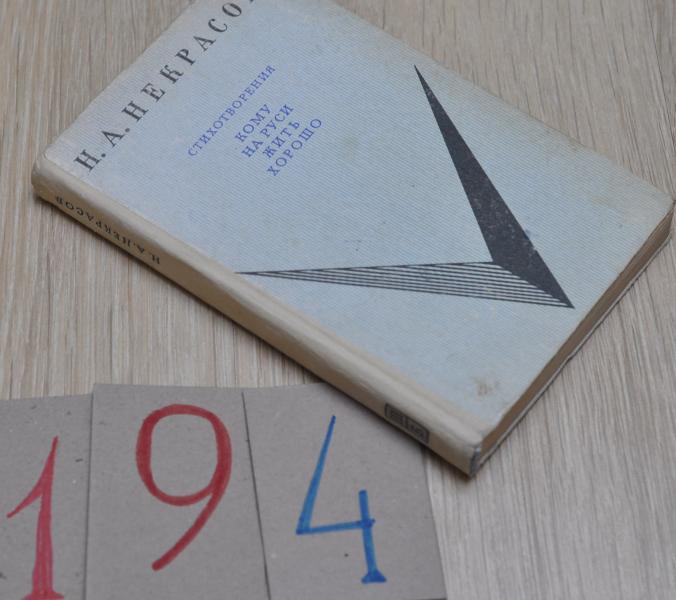 Н. А. НЕКРАСОВ
СТИХОТВОРЕНИЯ
КОМУ
НА РУСИ
ЖИТЬ
ХОРОШО
Н. А. НЕКРАСОВ
194